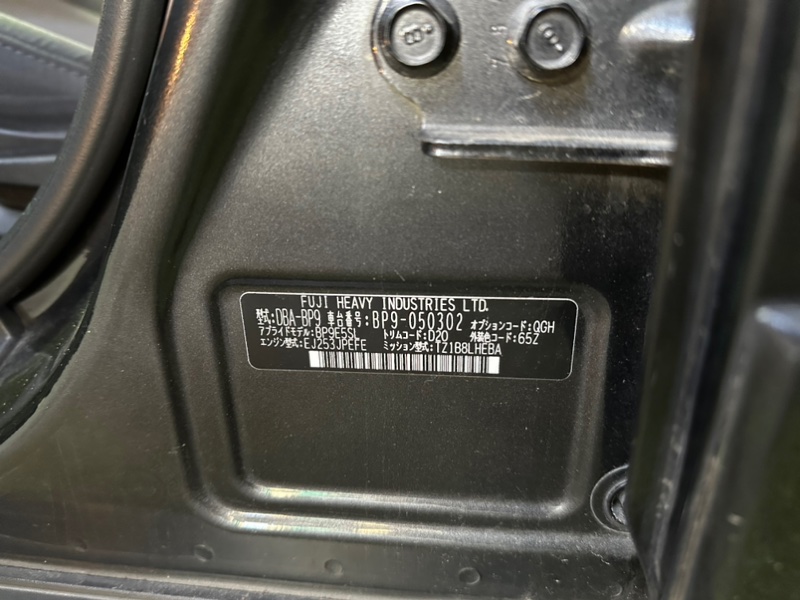 FUJI HEAVY INDUSTRIES LTD.
型式:DBA-BP9 車台番号:BP9-050302 オプションコード:QGH
アプライドモデル:BP9F5SL トリムコード:D20 外装色コード:65Z
エンジン型式:EJ253JPEFE ミッション型式:TZ1B8LHEBA
8